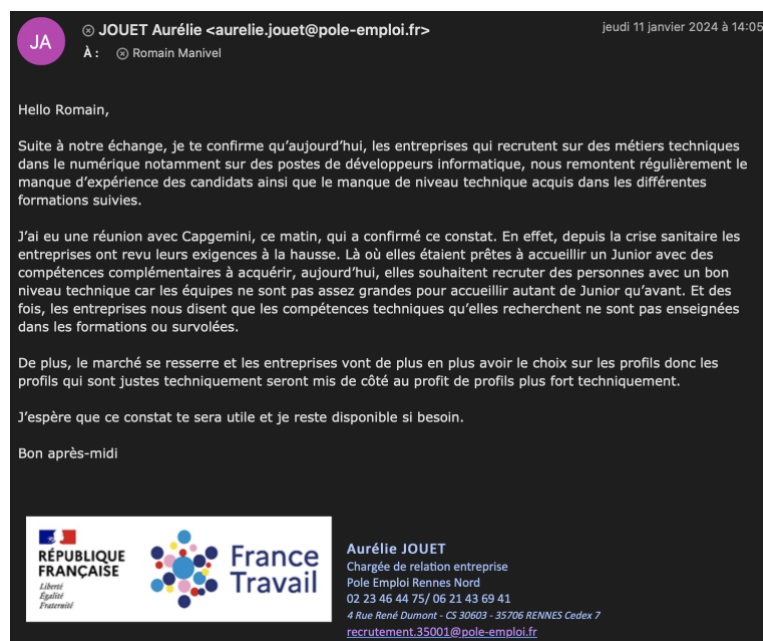 JA
JOUET Aurélie <aurelie.jouet@pole-emploi.fr>
jeudi 11 janvier 2024 à 14:05
À : Romain Manivel
Hello Romain,
Suite à notre échange, je te confirme qu’aujourd’hui, les entreprises qui recrutent sur des métiers techniques
dans le numérique notamment sur des postes de développeurs informatique, nous remontent régulièrement le
manque d’expérience des candidats ainsi que le manque de niveau technique acquis dans les différentes
formations suivies.
J’ai eu une réunion avec Capgemini, ce matin, qui a confirmé ce constat. En effet, depuis la crise sanitaire les
entreprises ont revu leurs exigences à la hausse. Là où elles étaient prêtes à accueillir un Junior avec des
compétences complémentaires à acquérir, aujourd’hui, elles souhaitent recruter des personnes avec un bon
niveau technique car les équipes ne sont pas assez grandes pour accueillir autant de Junior qu’avant. Et des
fois, les entreprises nous disent que les compétences techniques qu’elles recherchent ne sont pas enseignées
dans les formations ou survolées.
De plus, le marché se resserre et les entreprises vont de plus en plus avoir le choix sur les profils donc les
profils qui sont justes techniquement seront mis de côté au profit de profils plus fort techniquement.
J’espère que ce constat te sera utile et je reste disponible si besoin.
Bon après-midi
RÉPUBLIQUE
FRANÇAISE
Liberté
Égalité
Fraternité
France
Travail
Aurélie JOUET
Chargée de relation entreprise
Pole Emploi Rennes Nord
02 23 46 44 75/ 06 21 43 69 41
4 Rue René Dumont - CS 30603 - 35706 RENNES Cedex 7
recrutement.35001@pole-emploi.fr